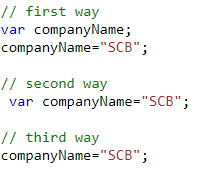 // first way
var companyName;
companyName="SCB";
// second way
var companyName="SCB";
// third way
companyName="SCB";